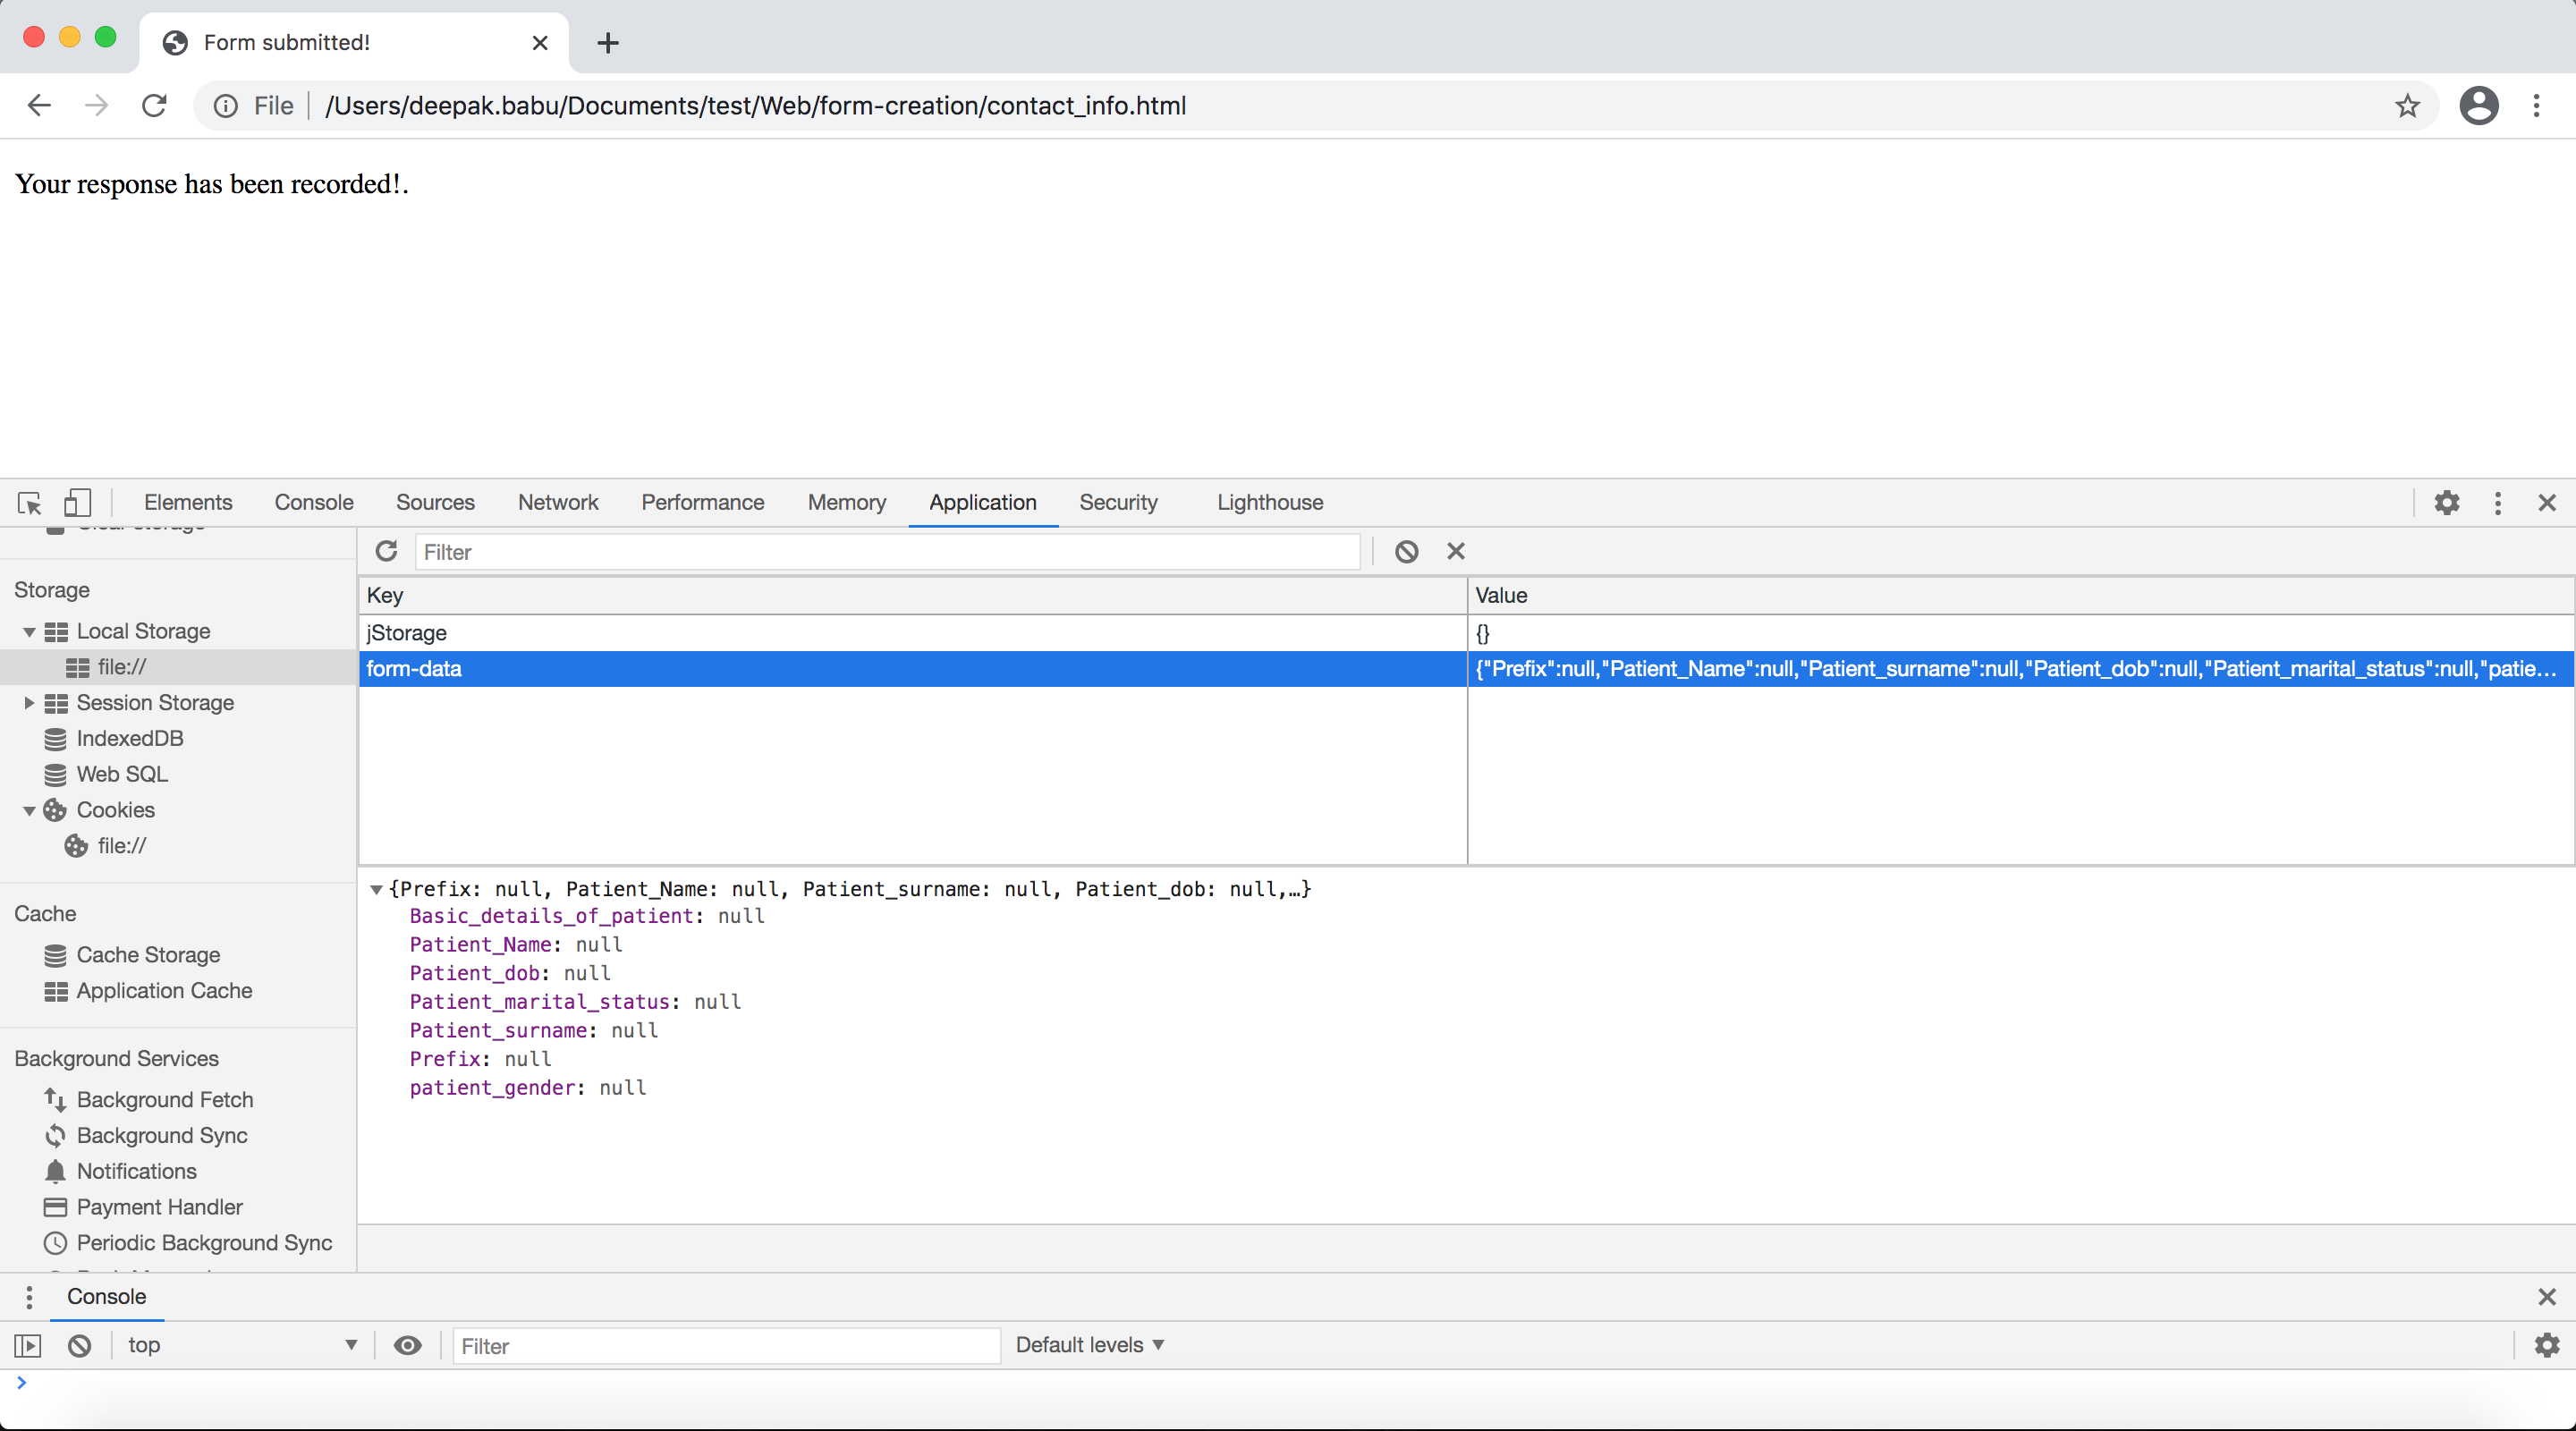 Form submitted!
File /Users/deepak.babu/Documents/test/Web/form-creation/contact_info.html
Your response has been recorded!.
Elements Console Sources Network Performance Memory Application Security Lighthouse
Filter
Storage
Local Storage
file://
Session Storage
IndexedDB
Web SQL
Cookies
file://
Cache
Cache Storage
Application Cache
Background Services
Background Fetch
Background Sync
Notifications
Payment Handler
Periodic Background Sync
Key Value
jStorage {}
form-data {"Prefix":null,"Patient_Name":null,"Patient_surname":null,"Patient_dob":null,"Patient_marital_status":null,"patie…
{Prefix: null, Patient_Name: null, Patient_surname: null, Patient_dob: null,…}
Basic_details_of_patient: null
Patient_Name: null
Patient_dob: null
Patient_marital_status: null
Patient_surname: null
Prefix: null
patient_gender: null
Console
top Filter Default levels